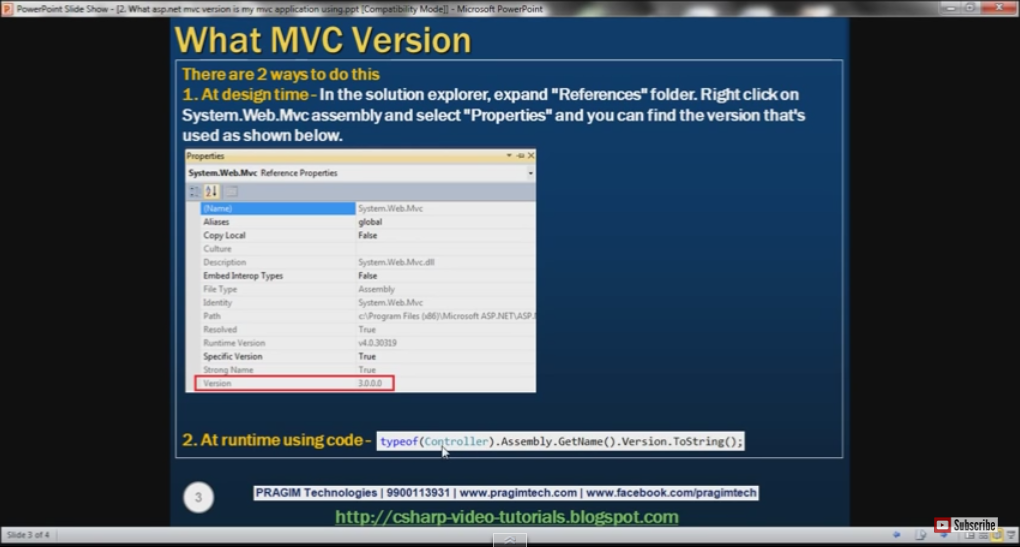 PowerPoint Slide Show - [2. What asp.net mvc version is my mvc application using.ppt [Compatibility Mode]] - Microsoft PowerPoint
What MVC Version
There are 2 ways to do this
1. At design time - In the solution explorer, expand "References" folder. Right click on
System.Web.Mvc assembly and select "Properties" and you can find the version that's
used as shown below.
Properties
System.Web.Mvc Reference Properties
(Name) System.Web.Mvc
Aliases global
Copy Local False
Culture
Description System.Web.Mvc.dll
Embed Interop Types False
File Type Assembly
Identity System.Web.Mvc
Path c:\Program Files (x86)\Microsoft ASP.NET\ASP.
Resolved True
Runtime Version v4.0.30319
Specific Version True
Strong Name True
Version 3.0.0.0
2. At runtime using code - typeof(Controller).Assembly.GetName().Version.ToString();
3
PRAGIM Technologies | 9900113931 | www.pragimtech.com | www.facebook.com/pragimtech
http://csharp-video-tutorials.blogspot.com
Subscribe
Slide 3 of 4